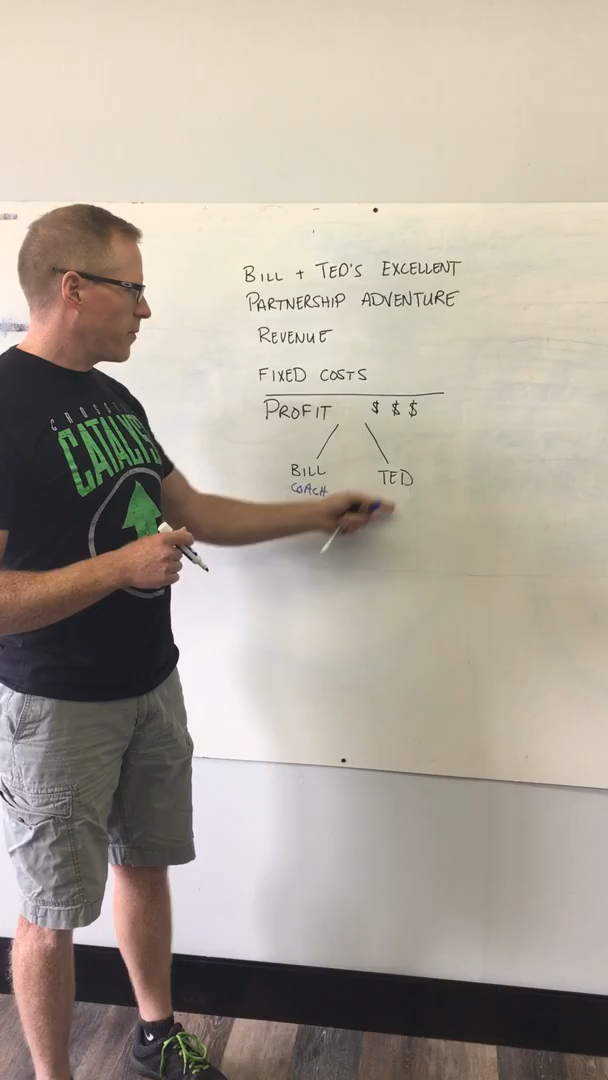 BILL + TED'S EXCELLENT
PARTNERSHIP ADVENTURE
REVENUE
FIXED COSTS
PROFIT $ $ $
BILL TED
COACH
CATALYST